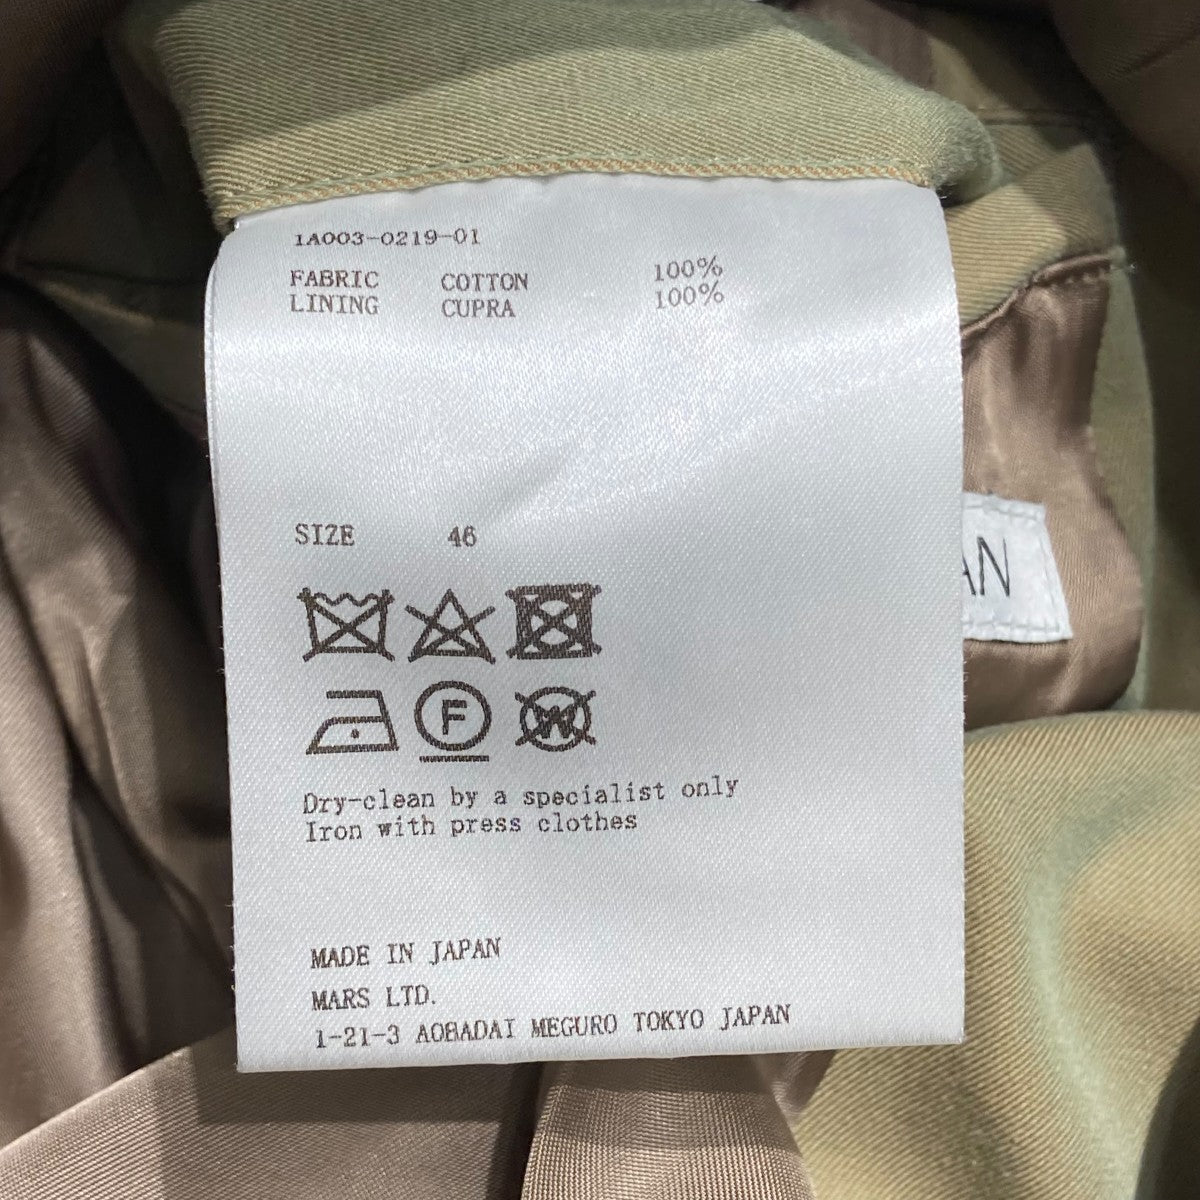 1A003-0219-01
FABRIC COTTON 100%
LINING CUPRA 100%
SIZE 46
F
W
Dry-clean by a specialist only
Iron with press clothes
MADE IN JAPAN
MARS LTD.
1-21-3 AOBADAI MEGURO TOKYO JAPAN
AN